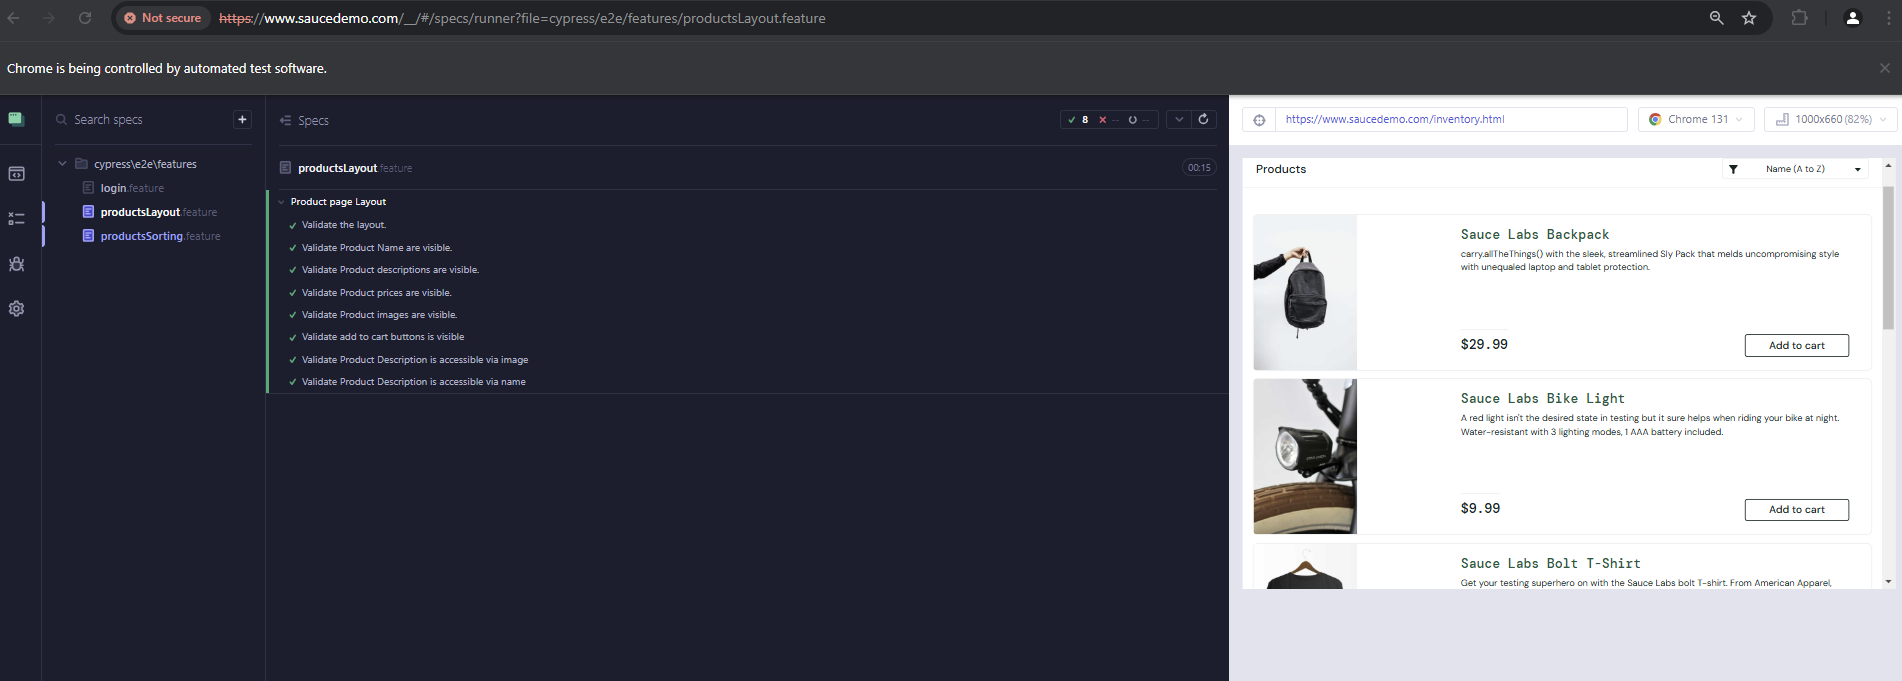 Not secure
https://www.saucedemo.com/__/#/specs/runner?file=cypress/e2e/features/productsLayout.feature
Chrome is being controlled by automated test software.
Search specs
+
cypress\e2e\features
login.feature
productsLayout.feature
productsSorting.feature
Specs
8 -- --
productsLayout.feature
00:15
Product page Layout
Validate the layout.
Validate Product Name are visible.
Validate Product descriptions are visible.
Validate Product prices are visible.
Validate Product images are visible.
Validate add to cart buttons is visible
Validate Product Description is accessible via image
Validate Product Description is accessible via name
https://www.saucedemo.com/inventory.html
Chrome 131
1000x660 (82%)
Products
Name (A to Z)
Sauce Labs Backpack
carry.allTheThings() with the sleek, streamlined Sly Pack that melds uncompromising style
with unequaled laptop and tablet protection.
$29.99
Add to cart
Sauce Labs Bike Light
A red light isn't the desired state in testing but it sure helps when riding your bike at night.
Water-resistant with 3 lighting modes, 1 AAA battery included.
$9.99
Add to cart
Sauce Labs Bolt T-Shirt
Get your testing superhero on with the Sauce Labs bolt T-shirt. From American Apparel,